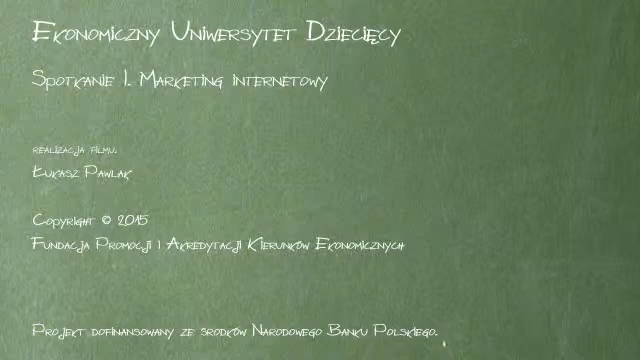 Ekonomiczny Uniwersytet Dziecięcy
Spotkanie I. Marketing internetowy
realizacja filmu:
Łukasz Pawlak
Copyright © 2015
Fundacja Promocji i Akredytacji Kierunków Ekonomicznych
Projekt dofinansowany ze środków Narodowego Banku Polskiego.